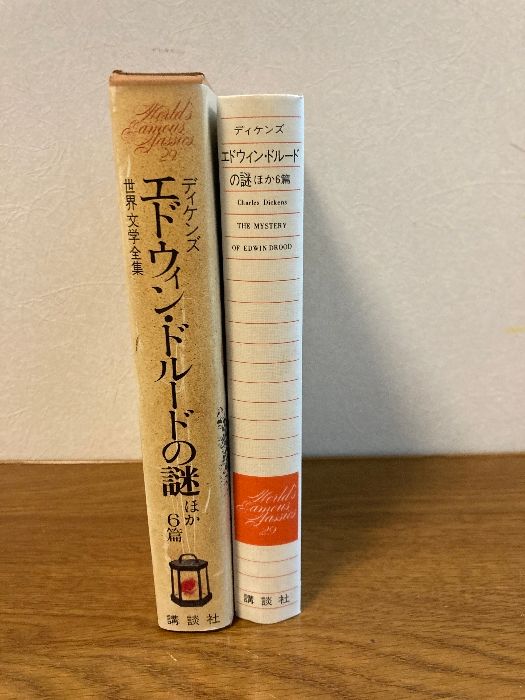 World's
Famous
Classics
29
ディケンズ
エドウィン・ドルードの謎 ほか6篇
世界文学全集
講談社
ディケンズ
エドウィン・ドルード
の謎 ほか6篇
Charles Dickens
THE MYSTERY
OF EDWIN DROOD
World's
Famous
Classics
29
講談社